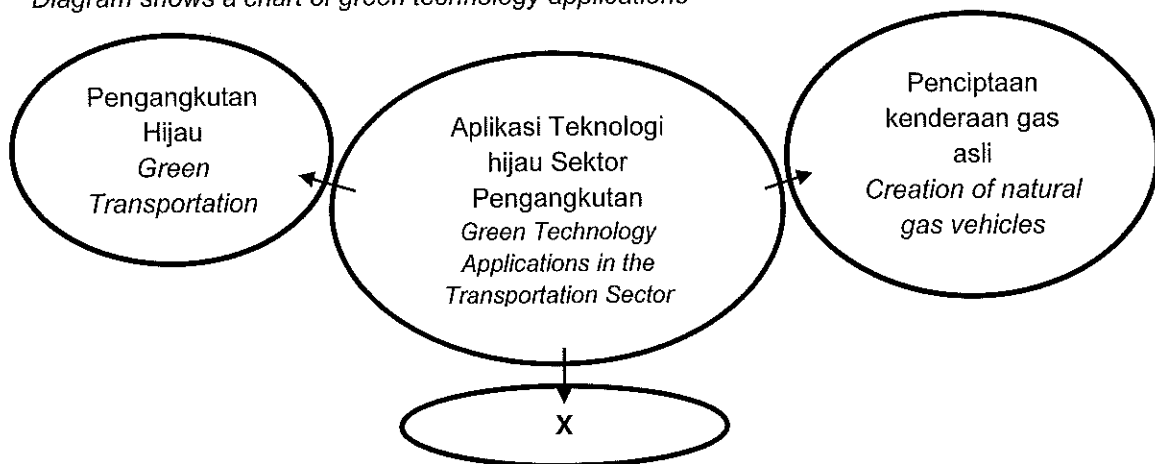 Diagram shows a chart of green technology applications
Pengangkutan
Hijau
Green
Transportation
Aplikasi Teknologi
hijau Sektor
Pengangkutan
Green Technology
Applications in the
Transportation Sector
Penciptaan
kenderaan gas
asli
Creation of natural
gas vehicles
X